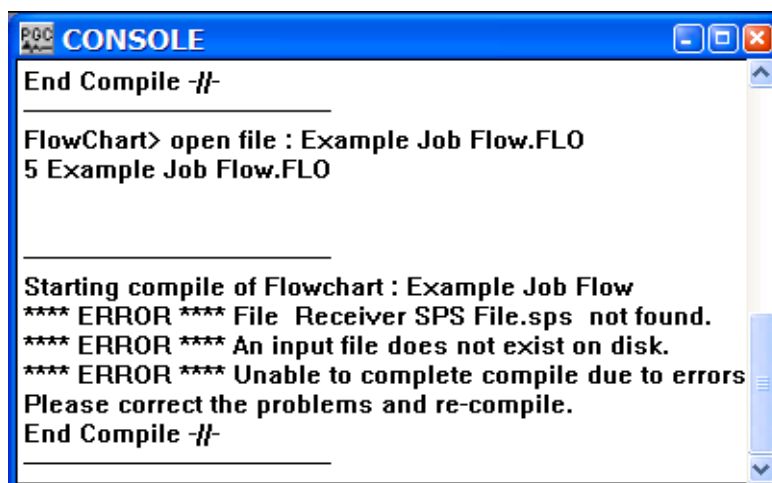 PGC CONSOLE
End Compile -//-
FlowChart> open file : Example Job Flow.FLO
5 Example Job Flow.FLO
Starting compile of Flowchart : Example Job Flow
**** ERROR **** File  Receiver SPS File.sps  not found.
**** ERROR **** An input file does not exist on disk.
**** ERROR **** Unable to complete compile due to errors
Please correct the problems and re-compile.
End Compile -//-